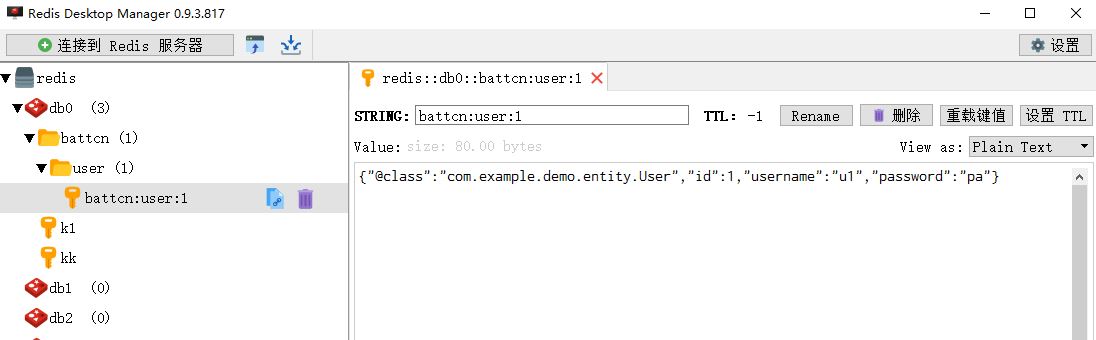 Redis Desktop Manager 0.9.3.817
连接到 Redis 服务器
设置
redis
db0 (3)
battcn (1)
user (1)
battcn:user:1
k1
kk
db1 (0)
db2 (0)
redis::db0::battcn:user:1
STRING: battcn:user:1 TTL: -1 Rename 删除 重载键值 设置 TTL
Value: size: 80.00 bytes View as: Plain Text
{"@class":"com.example.demo.entity.User","id":1,"username":"u1","password":"pa"}